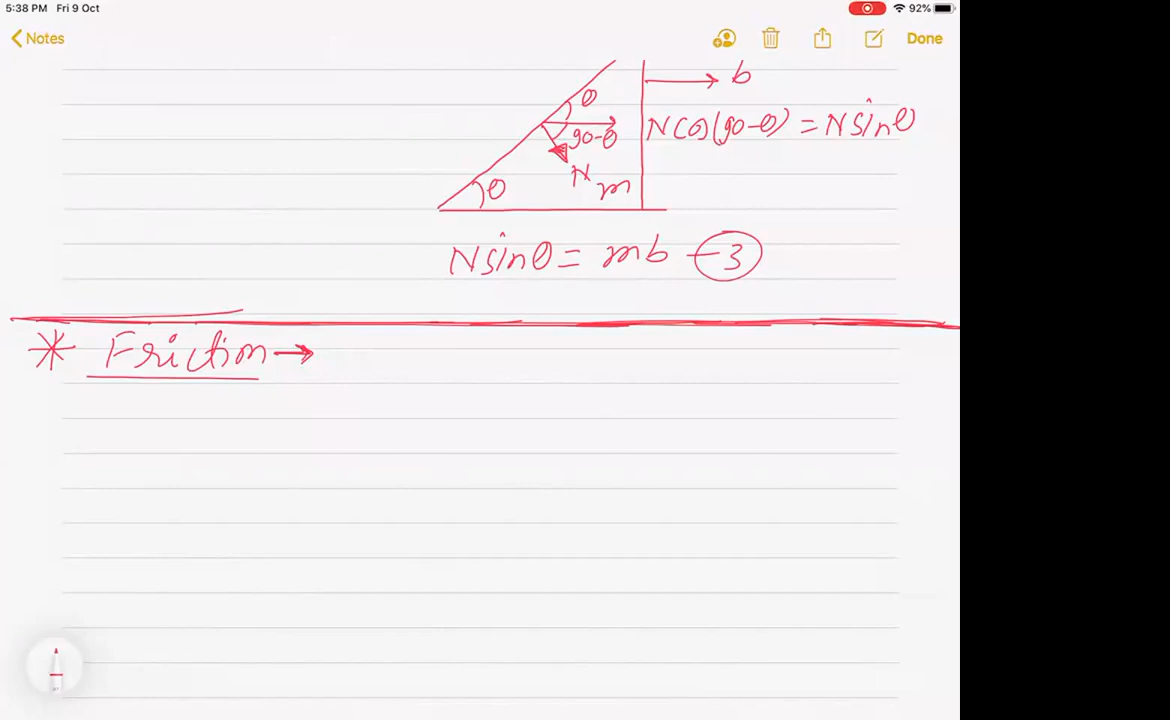 5:38 PM Fri 9 Oct 92%
Notes Done
b
θ
90-θ
N cos(90-θ) = N sinθ
N
θ
m
N sinθ = mb - 3
* Friction →